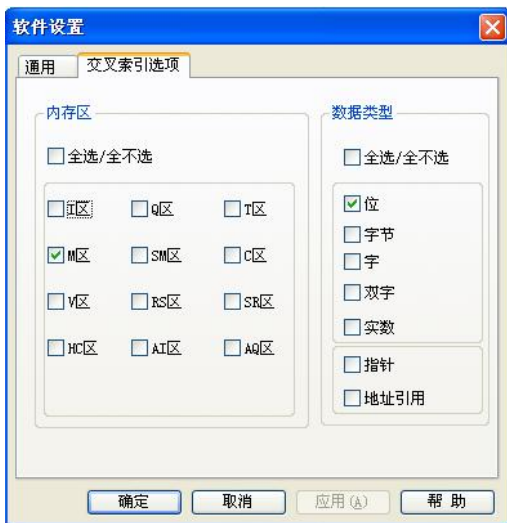 软件设置
通用 交叉索引选项
内存区 数据类型
全选/全不选 全选/全不选
I区 Q区 T区 位
字节
M区 SM区 C区 字
V区 RS区 SR区 双字
实数
HC区 AI区 AQ区 指针
地址引用
确定 取消 应用(A) 帮 助